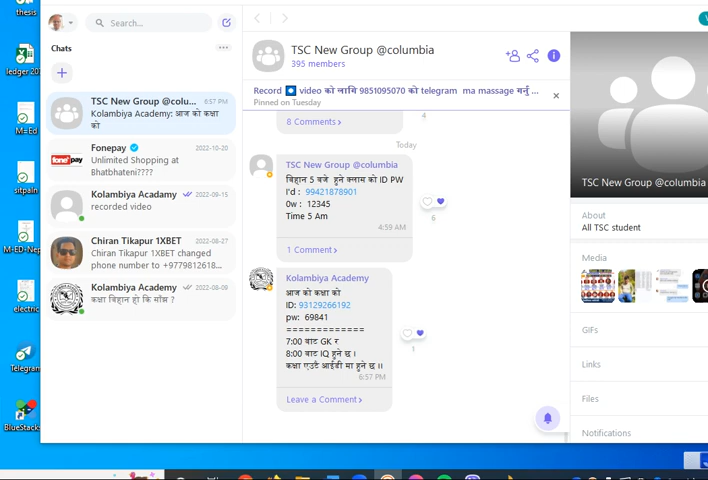 thesis
ledger 20
M=Ed
sitpain
M-ED-Nep
electric
Telegram
BlueStack
Search...
Chats
TSC New Group @colu... 6:57 PM
Kolambiya Academy: आज को कक्षा
को
Fonepay 2022-10-20
Unlimited Shopping at
Bhatbhateni????
fonepay
Kolambiya Acadamy 2022-09-15
recorded video
Chiran Tikapur 1XBET 2022-08-27
Chiran Tikapur 1XBET changed
phone number to +9779812618...
Kolambiya Academy 2022-08-09
कक्षा विहान हो कि साँझ ?
TSC New Group @columbia
395 members
Record video को लागि 9851095070 को telegram ma massage गर्नु ...
Pinned on Tuesday
8 Comments
4
Today
TSC New Group @columbia
बिहान 5 बजे हुने क्लास को ID PW
I'd : 99421878901
0w : 12345
Time 5 Am
4:59 AM
6
1 Comment
Kolambiya Academy
आज को कक्षा को
ID: 93129266192
pw: 69841
=============
7:00 बाट GK र
8:00 बाट IQ हुने छ ।
कक्षा एउटै आईडी मा हुने छ ।।
6:57 PM
1
Leave a Comment
TSC New Group @columbia
About
All TSC student
Media
GIFs
Links
Files
Notifications